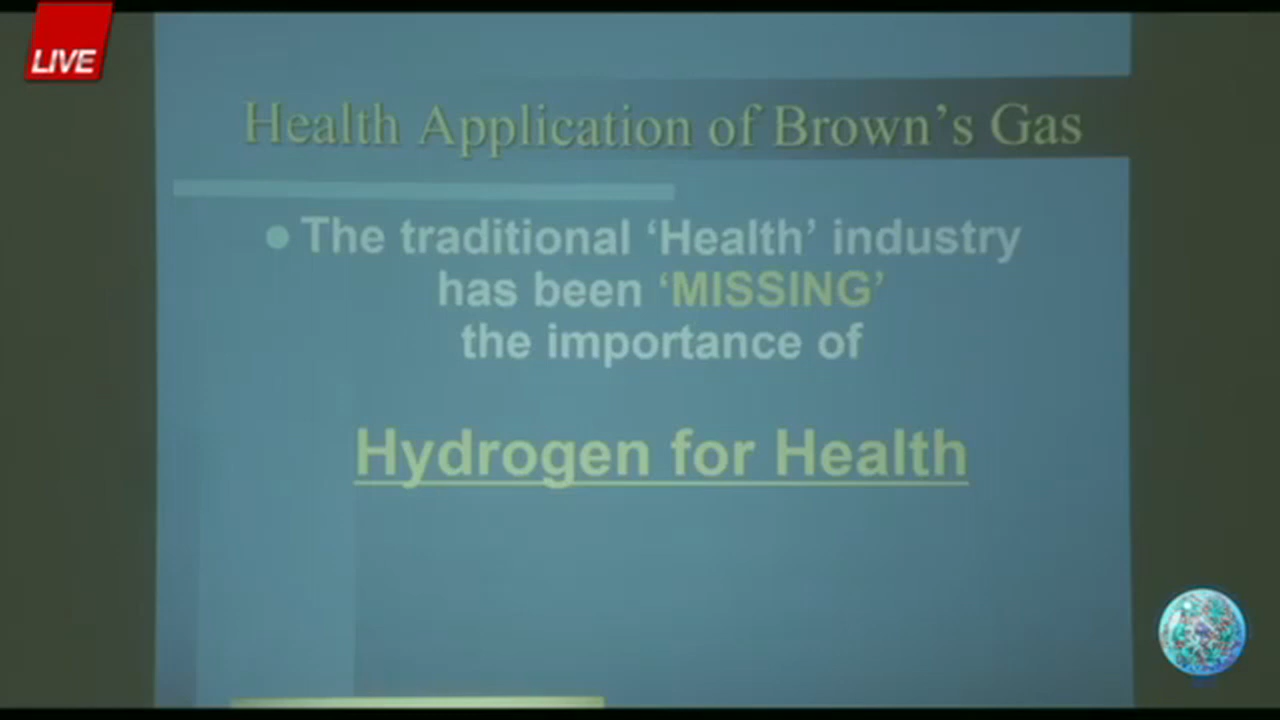 LIVE
Health Application of Brown’s Gas
• The traditional ‘Health’ industry
has been ‘MISSING’
the importance of
Hydrogen for Health